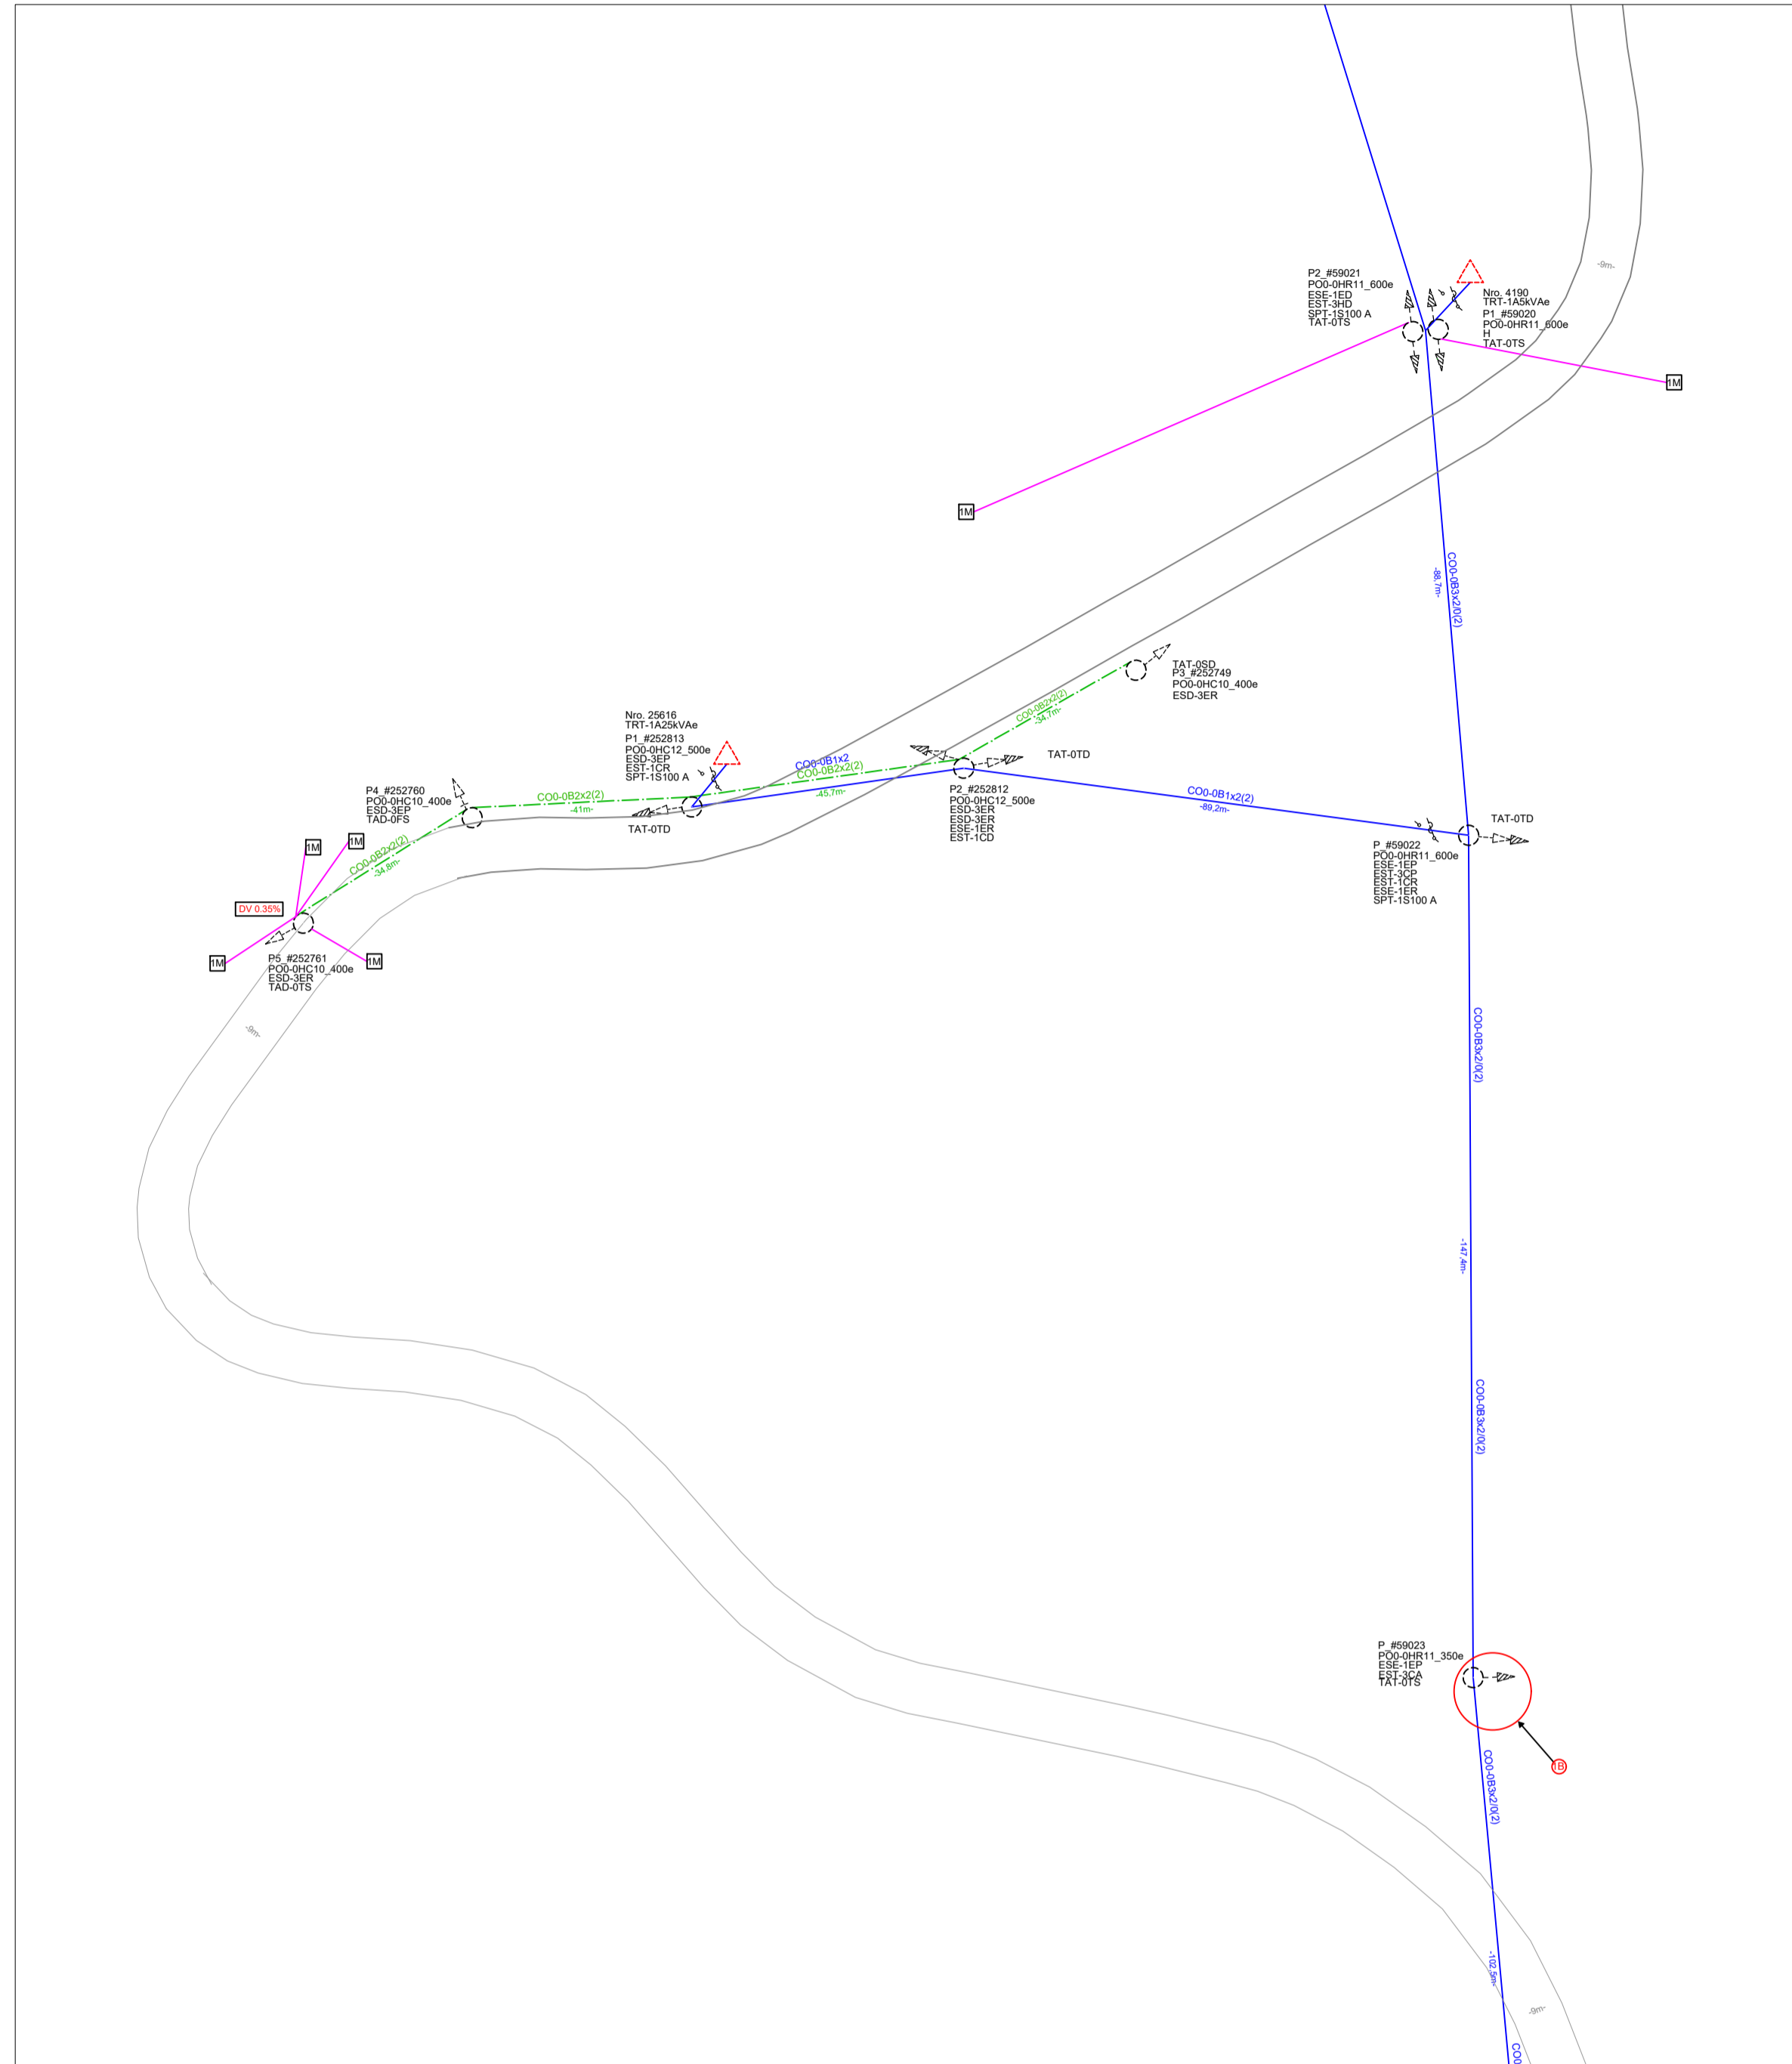 -9m-
P2_#59021
PO0-0HR11_600e
ESE-1ED
EST-3HD
SPT-1S100 A
TAT-0TS
Nro. 4190
TRT-1A5kVAe
P1_#59020
PO0-0HR11_600e
H
TAT-0TS
1M
1M
CO0-0B3x2/0(2)
-88,7m-
TAT-0SD
P3_#252749
PO0-0HC10_400e
ESD-3ER
CO0-0B2x2(2)
-34.7m-
Nro. 25616
TRT-1A25kVAe
P1_#252813
PO0-0HC12_500e
ESD-3EP
EST-1CR
SPT-1S100 A
TAT-0TD
CO0-0B1x2
CO0-0B2x2(2)
-45,7m-
TAT-0TD
P2_#252812
PO0-0HC12_500e
ESD-3ER
ESD-3ER
ESE-1ER
EST-1CD
CO0-0B1x2(2)
-89,2m-
TAT-0TD
P_#59022
PO0-0HR11_600e
ESE-1EP
EST-3CP
EST-1CR
ESE-1ER
SPT-1S100 A
P4_#252760
PO0-0HC10_400e
ESD-3EP
TAD-0FS
CO0-0B2x2(2)
-41m-
1M
1M
CO0-0B2x2(2)
-34.8m-
DV 0.35%
1M
1M
P5_#252761
PO0-0HC10_400e
ESD-3ER
TAD-0TS
-9m-
CO0-0B3x2/0(2)
-147,4m-
CO0-0B3x2/0(2)
P_#59023
PO0-0HR11_350e
ESE-1EP
EST-3CA
TAT-0TS
1B
CO0-0B3x2/0(2)
-102,5m-
-9m-
CO0